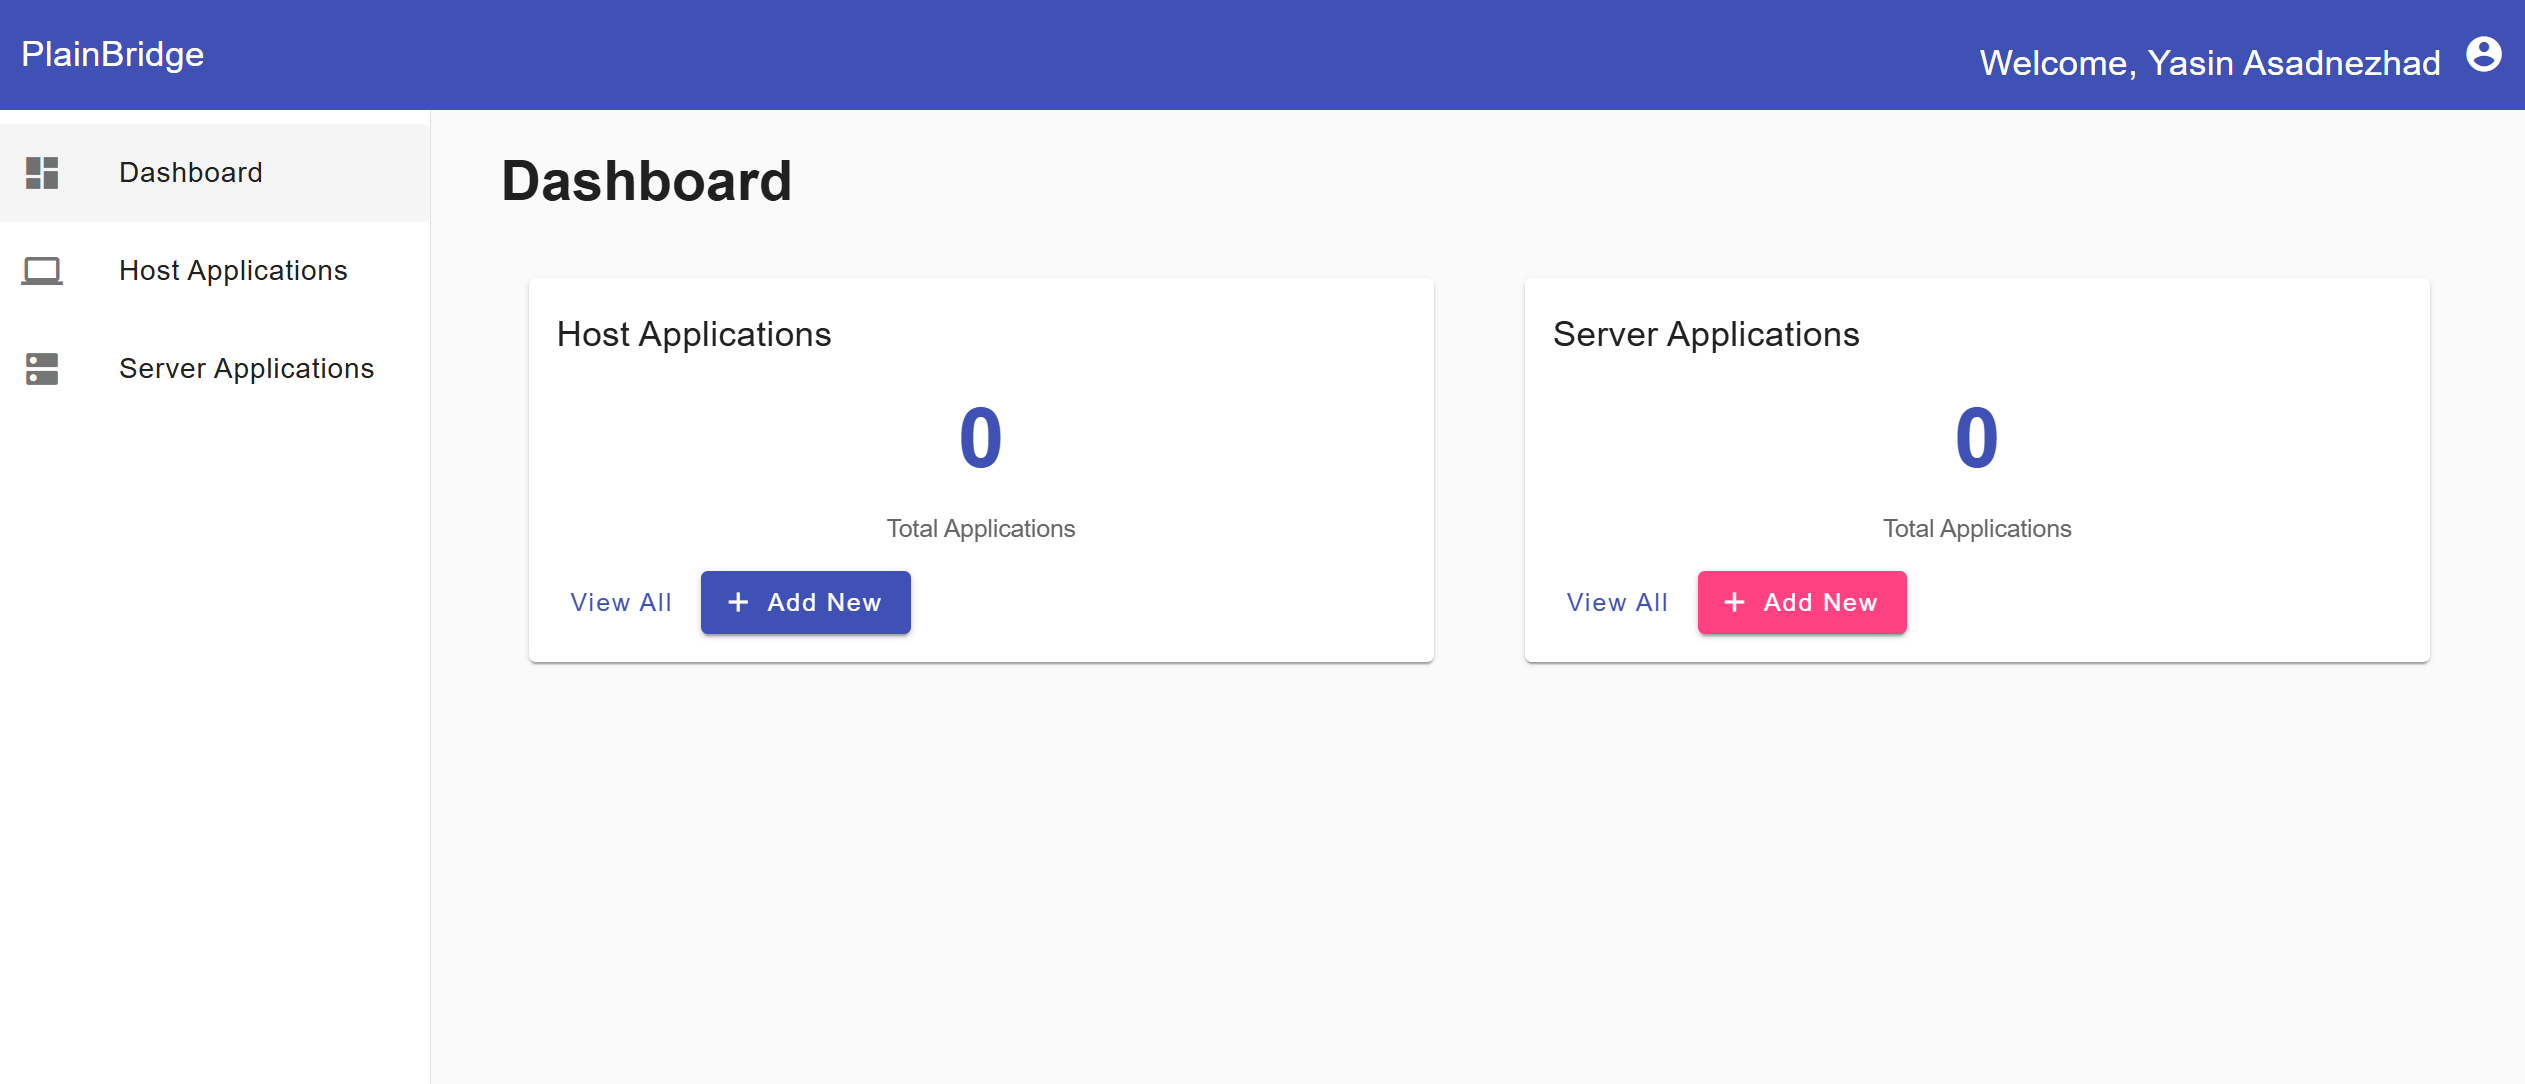 PlainBridge
Welcome, Yasin Asadnezhad
Dashboard
Host Applications
Server Applications
Dashboard
Host Applications
0
Total Applications
View All
+ Add New
Server Applications
0
Total Applications
View All
+ Add New